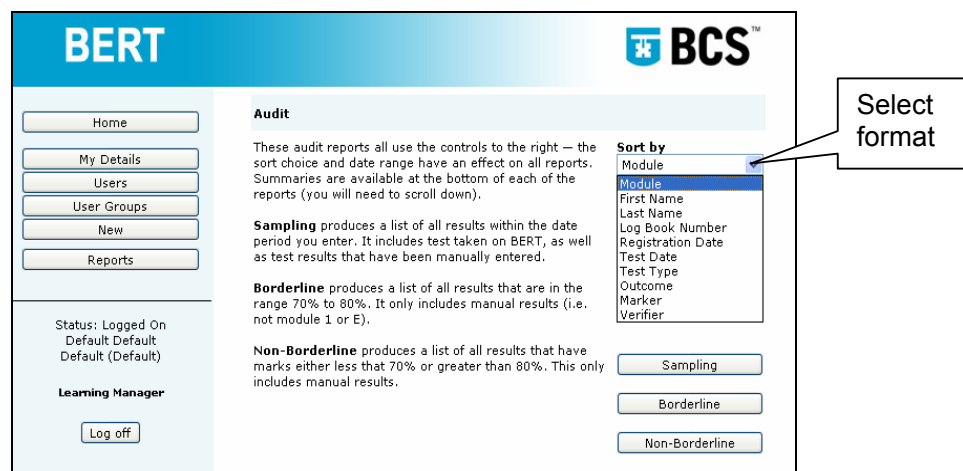 BERT
BCS™
Home
My Details
Users
User Groups
New
Reports
Status: Logged On
Default Default
Default (Default)
Learning Manager
Log off
Audit
These audit reports all use the controls to the right — the
sort choice and date range have an effect on all reports.
Summaries are available at the bottom of each of the
reports (you will need to scroll down).
Sampling produces a list of all results within the date
period you enter. It includes test taken on BERT, as well
as test results that have been manually entered.
Borderline produces a list of all results that are in the
range 70% to 80%. It only includes manual results (i.e.
not module 1 or E).
Non-Borderline produces a list of all results that have
marks either less that 70% or greater than 80%. This only
includes manual results.
Sort by
Module
Module
First Name
Last Name
Log Book Number
Registration Date
Test Date
Test Type
Outcome
Marker
Verifier
Sampling
Borderline
Non-Borderline
Select
format